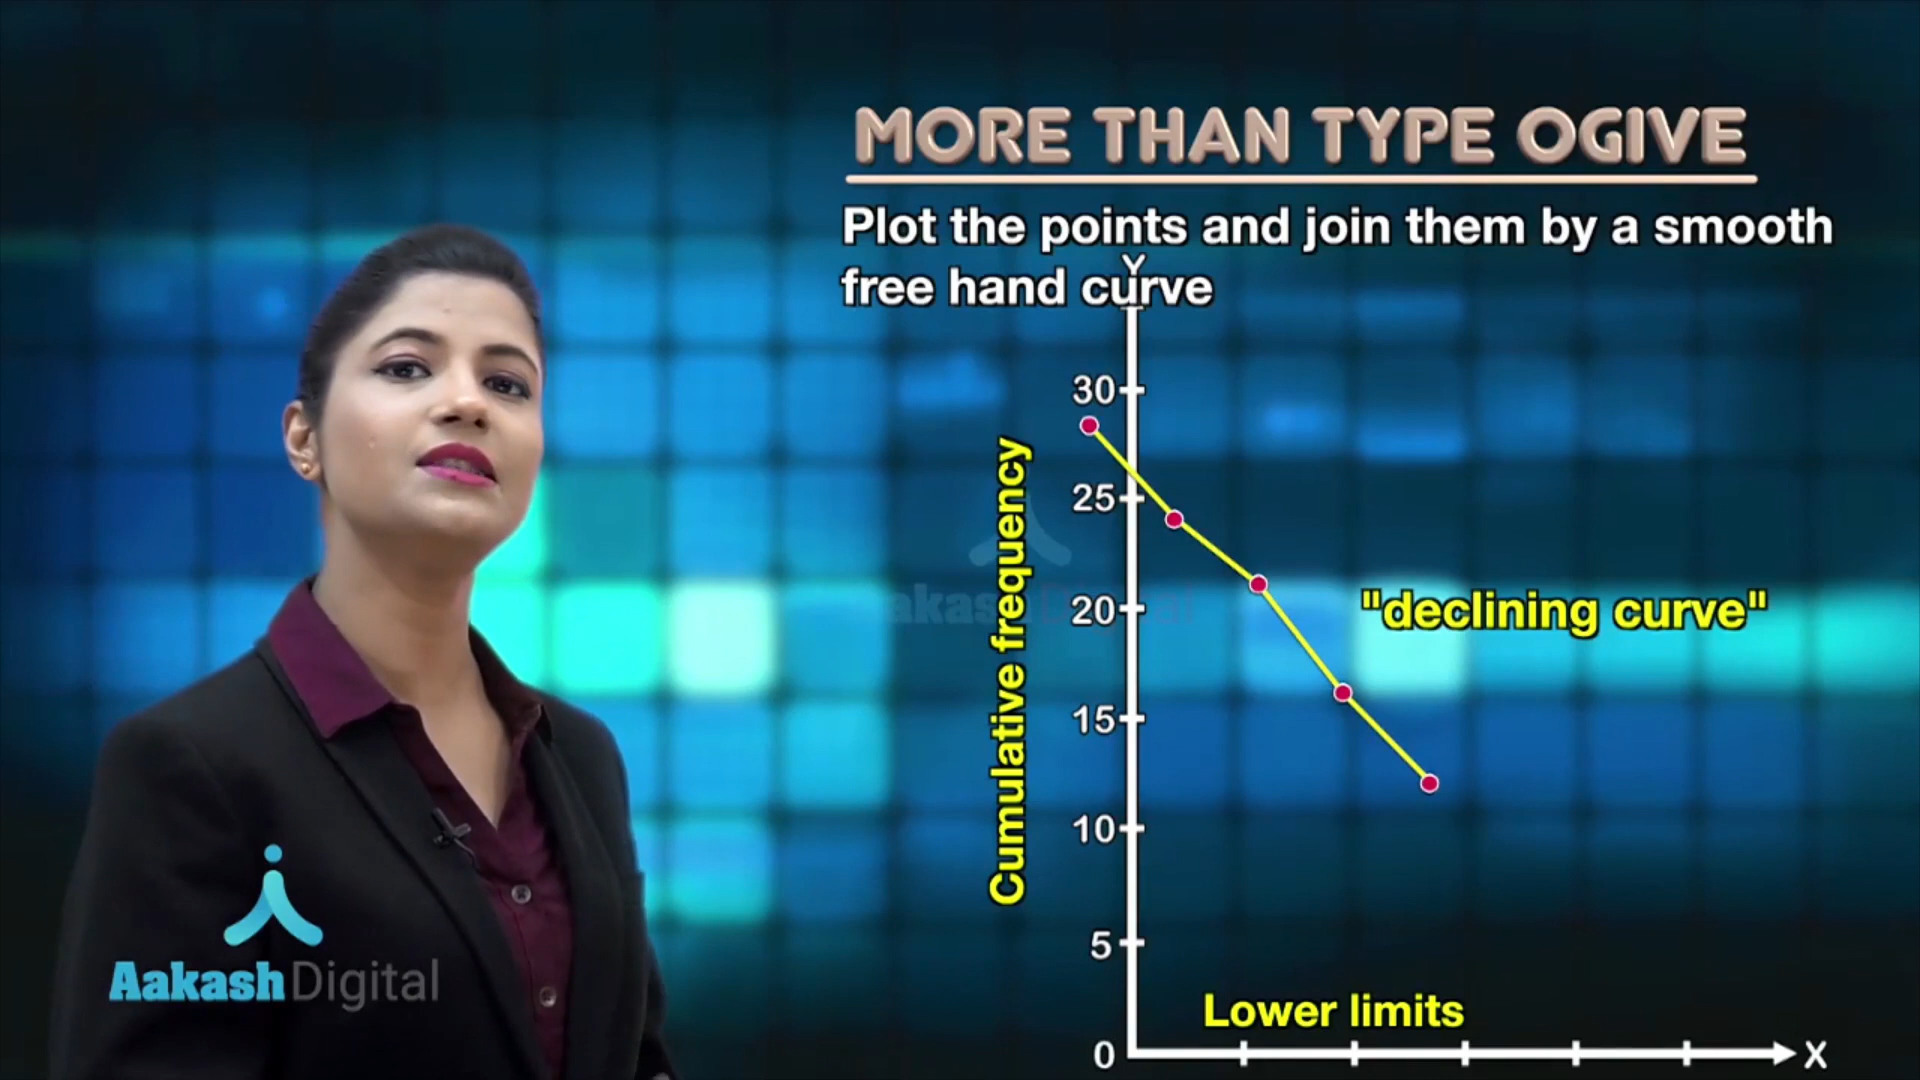 MORE THAN TYPE OGIVE
Plot the points and join them by a smooth
free hand curve
Y
30
25
20
15
10
5
0
Cumulative frequency
"declining curve"
Lower limits
X
Aakash Digital
AakashDigital